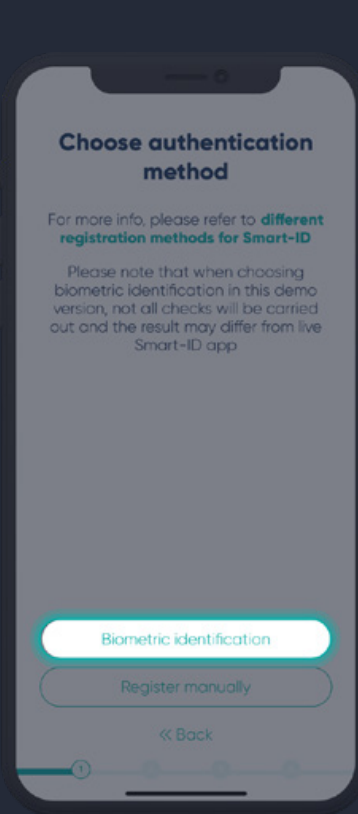 Choose authentication
method
For more info, please refer to different
registration methods for Smart-ID
Please note that when choosing
biometric identification in this demo
version, not all checks will be carried
out and the result may differ from live
Smart-ID app
Biometric identification
Register manually
« Back
1